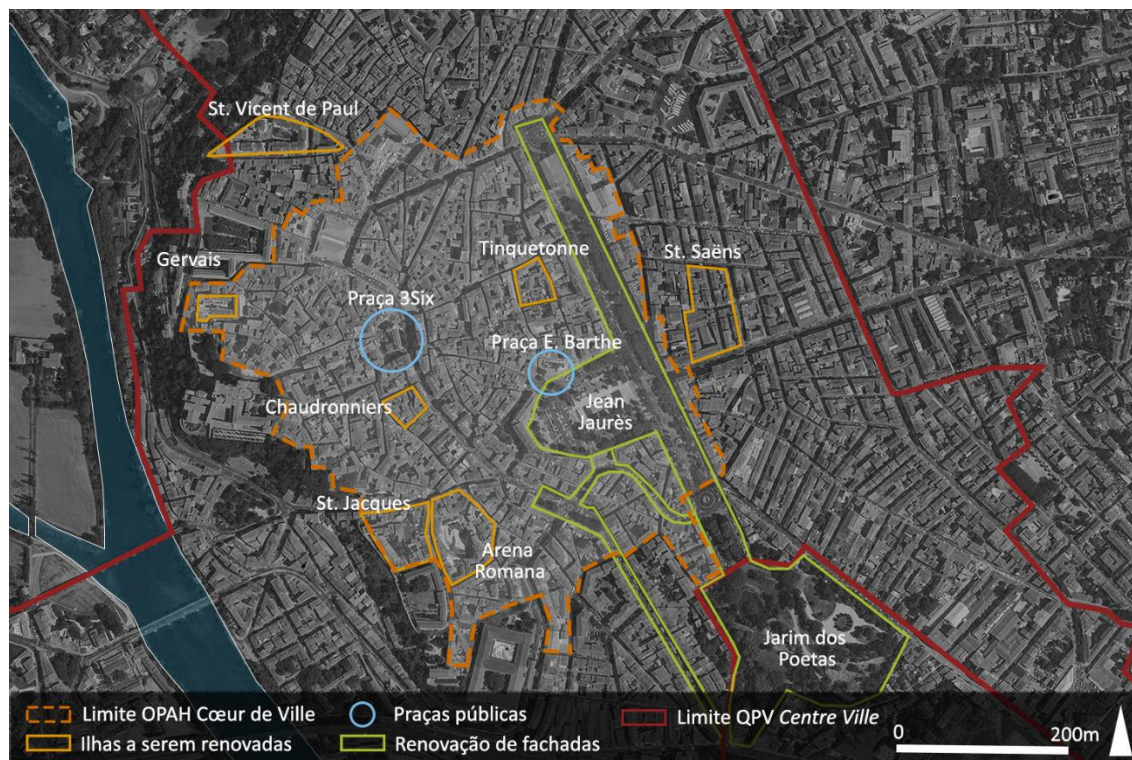 St. Vicent de Paul
Gervais
Tinquetonne
St. Saëns
Praça 3Six
Praça E. Barthe
Chaudronniers
Jean
Jaurès
St. Jacques
Arena
Romana
Jarim dos
Poetas
Limite OPAH Cœur de Ville
Praças públicas
Limite QPV Centre Ville
Ilhas a serem renovadas
Renovação de fachadas
0
200m